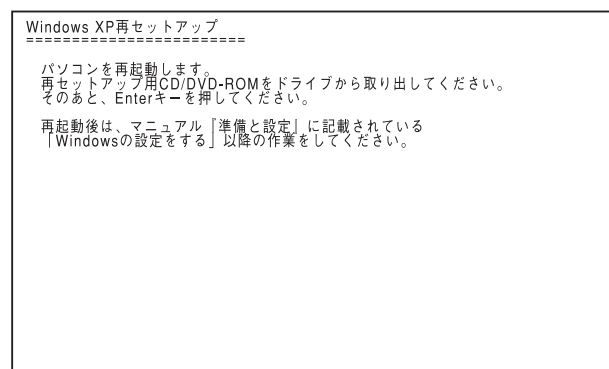 Windows XP再セットアップ
========================
パソコンを再起動します。
再セットアップ用CD/DVD-ROMをドライブから取り出してください。
そのあと、Enterキーを押してください。
再起動後は、マニュアル『準備と設定』に記載されている
「Windowsの設定をする」以降の作業をしてください。